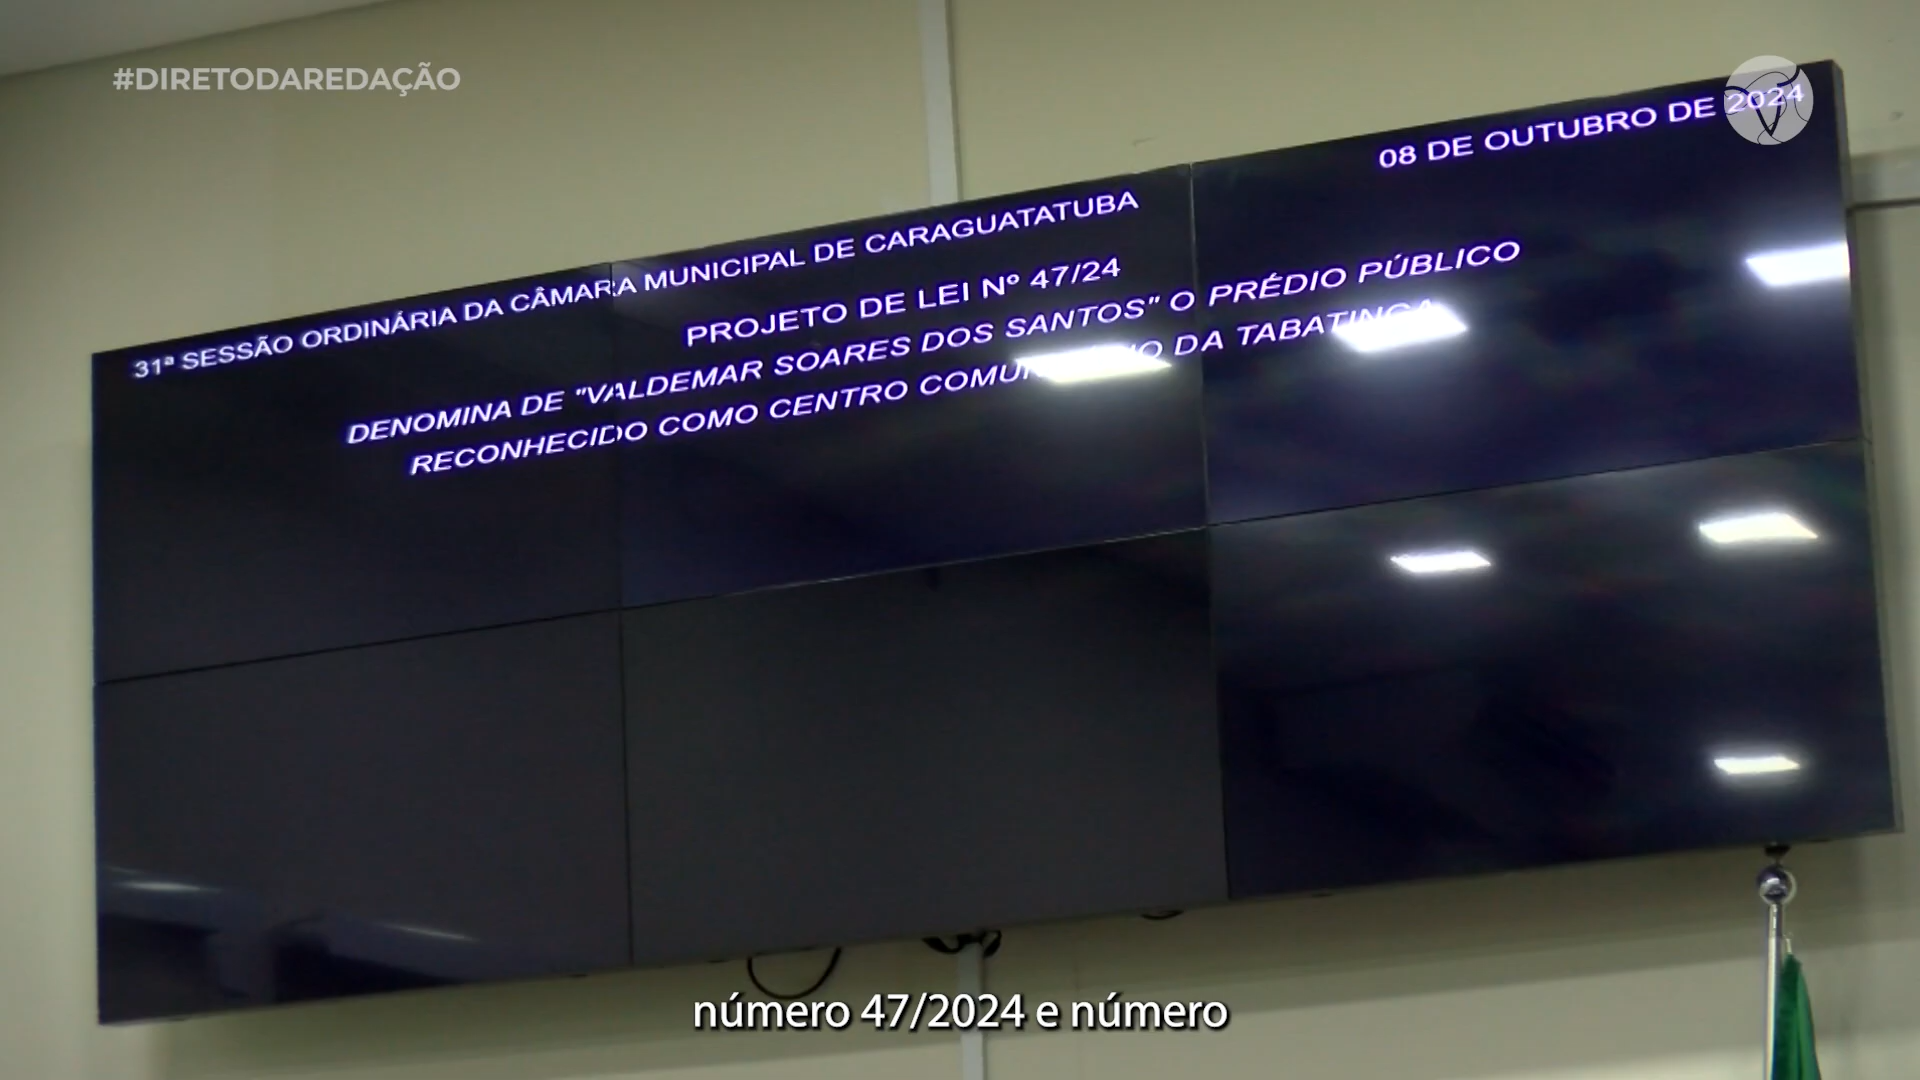 #DIRETODAREDAÇÃO
08 DE OUTUBRO DE 2024
31ª SESSÃO ORDINÁRIA DA CÂMARA MUNICIPAL DE CARAGUATATUBA
PROJETO DE LEI Nº 47/24
DENOMINA DE "VALDEMAR SOARES DOS SANTOS" O PRÉDIO PÚBLICO
RECONHECIDO COMO CENTRO DA TABATINGA
número 47/2024 e número